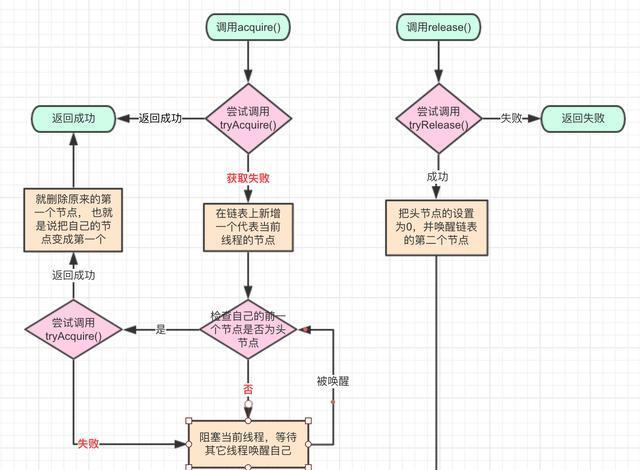 调用acquire()
调用release()
尝试调用
tryAcquire()
返回成功
返回成功
尝试调用
tryRelease()
失败
返回失败
获取失败
成功
就删除原来的第
一个节点， 也就
是说把自己的节
点变成第一个
在链表上新增
一个代表当前
线程的节点
把头节点的设置
为0，并唤醒链表
的第二个节点
返回成功
尝试调用
tryAcquire()
是
检查自己的前一
个节点是否为头
节点
被唤醒
否
失败
阻塞当前线程，等待
其它线程唤醒自己